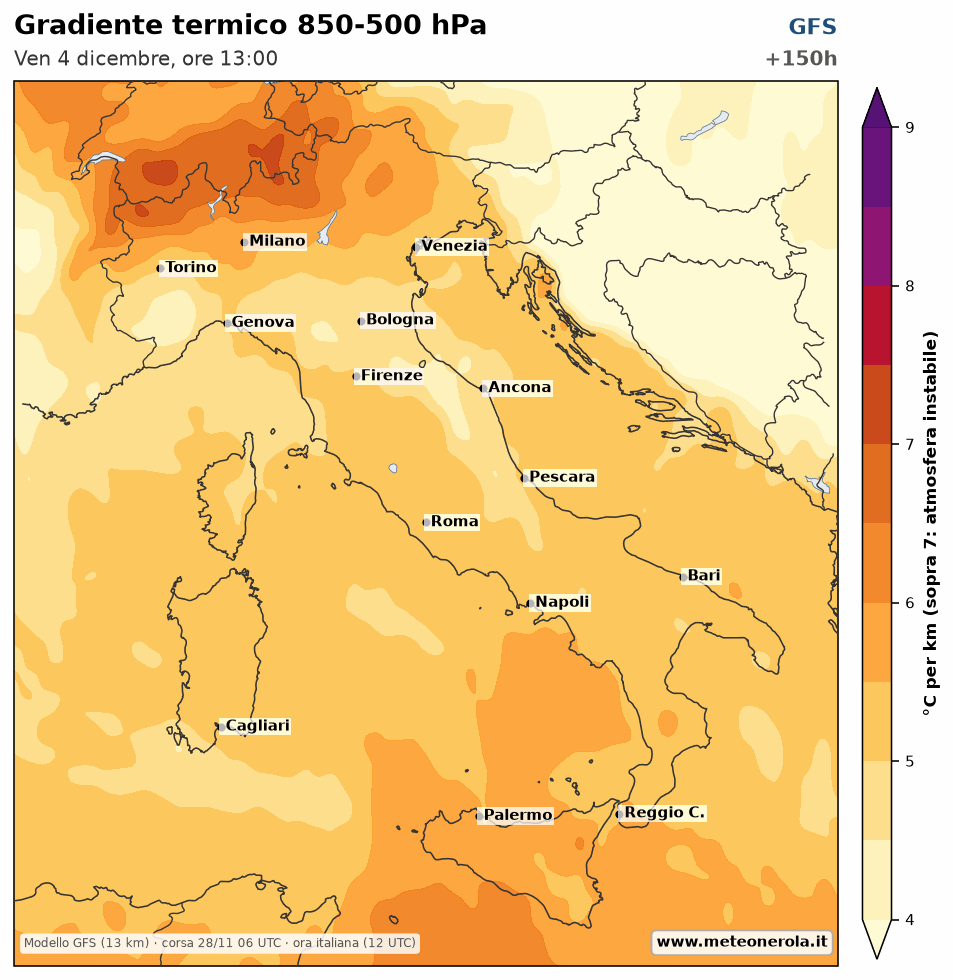 Gradiente termico 850-500 hPa
GFS
Ven 4 dicembre, ore 13:00
+150h
Milano
Venezia
Torino
Genova
Bologna
Firenze
Ancona
Pescara
Roma
Bari
Napoli
Cagliari
Palermo
Reggio C.
9
8
7
6
5
4
°C per km (sopra 7: atmosfera instabile)
Modello GFS (13 km) · corsa 28/11 06 UTC · ora italiana (12 UTC)
www.meteonerola.it